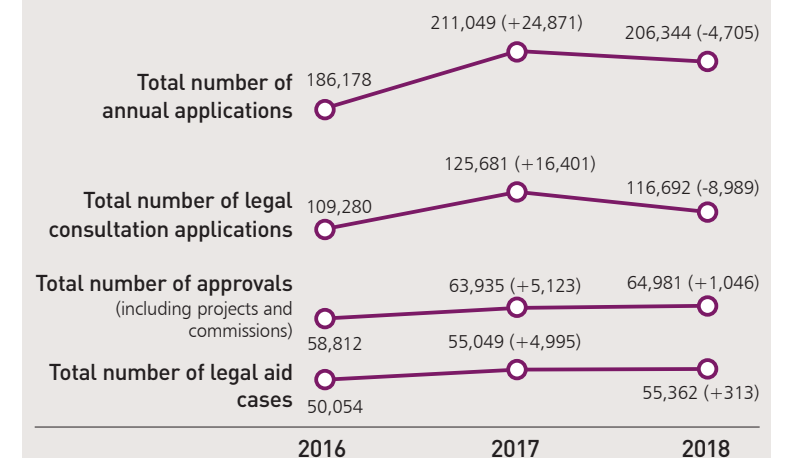 211,049 (+24,871)
206,344 (-4,705)
Total number of 186,178
annual applications
125,681 (+16,401)
116,692 (-8,989)
Total number of legal 109,280
consultation applications
Total number of approvals 63,935 (+5,123) 64,981 (+1,046)
(including projects and
commissions) 58,812
55,049 (+4,995)
Total number of legal aid
cases 50,054 55,362 (+313)
2016 2017 2018